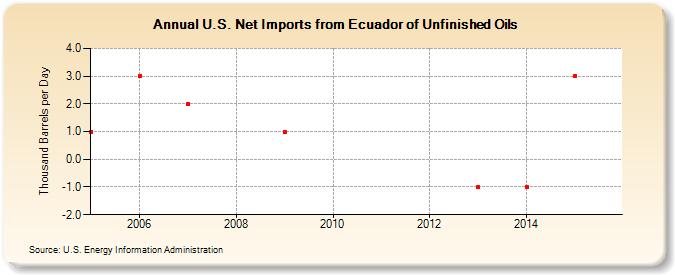 Annual U.S. Net Imports from Ecuador of Unfinished Oils
Thousand Barrels per Day
4.0
3.0
2.0
1.0
0.0
-1.0
-2.0
2006 2008 2010 2012 2014
Source: U.S. Energy Information Administration